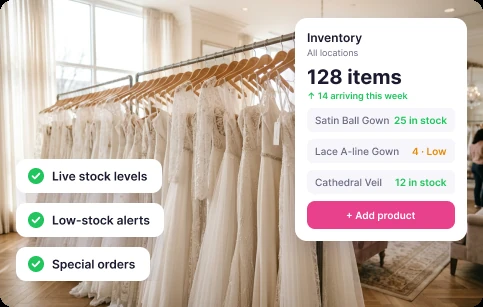 Inventory
All locations
128 items
↑ 14 arriving this week
Satin Ball Gown 25 in stock
Lace A-line Gown 4 · Low
Cathedral Veil 12 in stock
+ Add product
Live stock levels
Low-stock alerts
Special orders